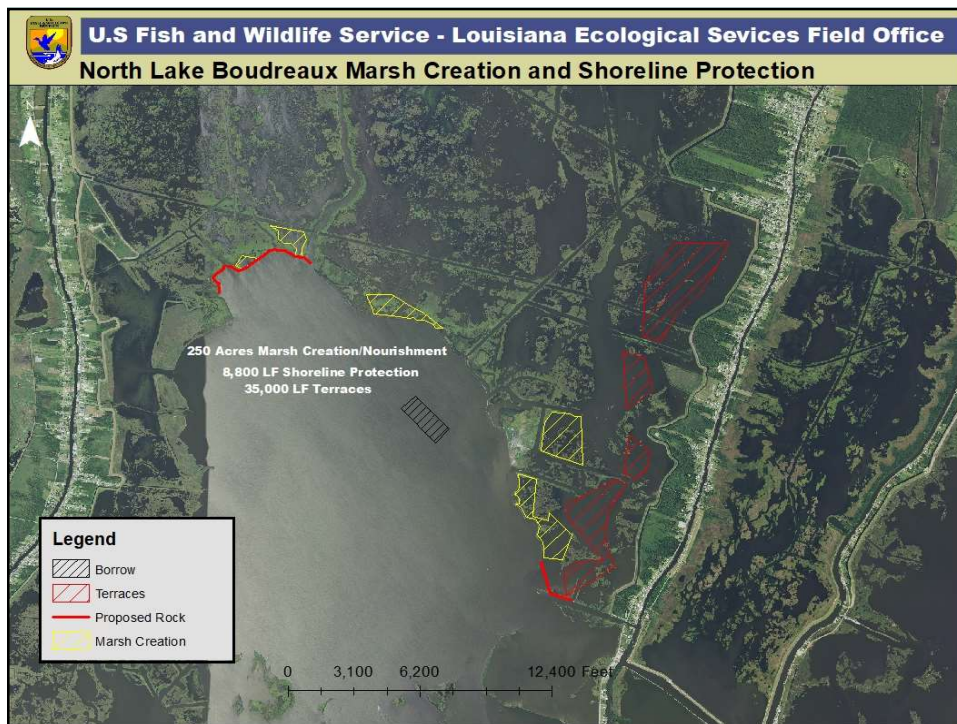 U.S Fish and Wildlife Service - Louisiana Ecological Sevices Field Office
North Lake Boudreaux Marsh Creation and Shoreline Protection
N
250 Acres Marsh Creation/Nourishment
8,800 LF Shoreline Protection
35,000 LF Terraces
Legend
Borrow
Terraces
Proposed Rock
Marsh Creation
0 3,100 6,200 12,400 Feet